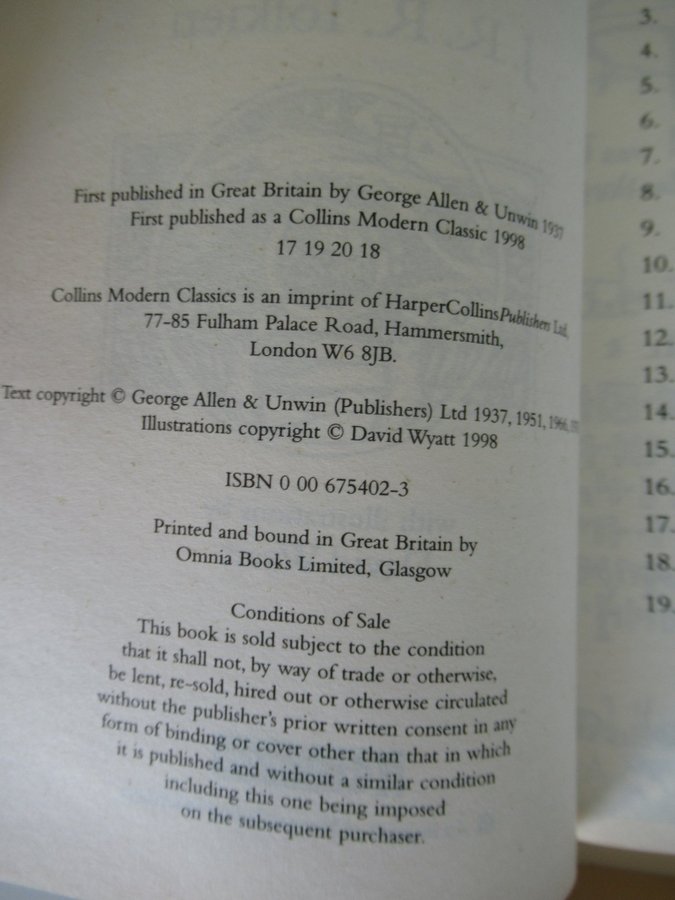 J. R. R. Tolkien
First published in Great Britain by George Allen & Unwin 1937
First published as a Collins Modern Classic 1998
17 19 20 18
Collins Modern Classics is an imprint of HarperCollinsPublishers Ltd,
77-85 Fulham Palace Road, Hammersmith,
London W6 8JB.
Text copyright © George Allen & Unwin (Publishers) Ltd 1937, 1951, 1966,
Illustrations copyright © David Wyatt 1998
ISBN 0 00 675402-3
Printed and bound in Great Britain by
Omnia Books Limited, Glasgow
Conditions of Sale
This book is sold subject to the condition
that it shall not, by way of trade or otherwise,
be lent, re-sold, hired out or otherwise circulated
without the publisher's prior written consent in any
form of binding or cover other than that in which
it is published and without a similar condition
including this one being imposed
on the subsequent purchaser.
3.
4.
5.
6.
7.
8.
9.
10.
11.
12.
13.
14.
15.
16.
17.
18.
19.